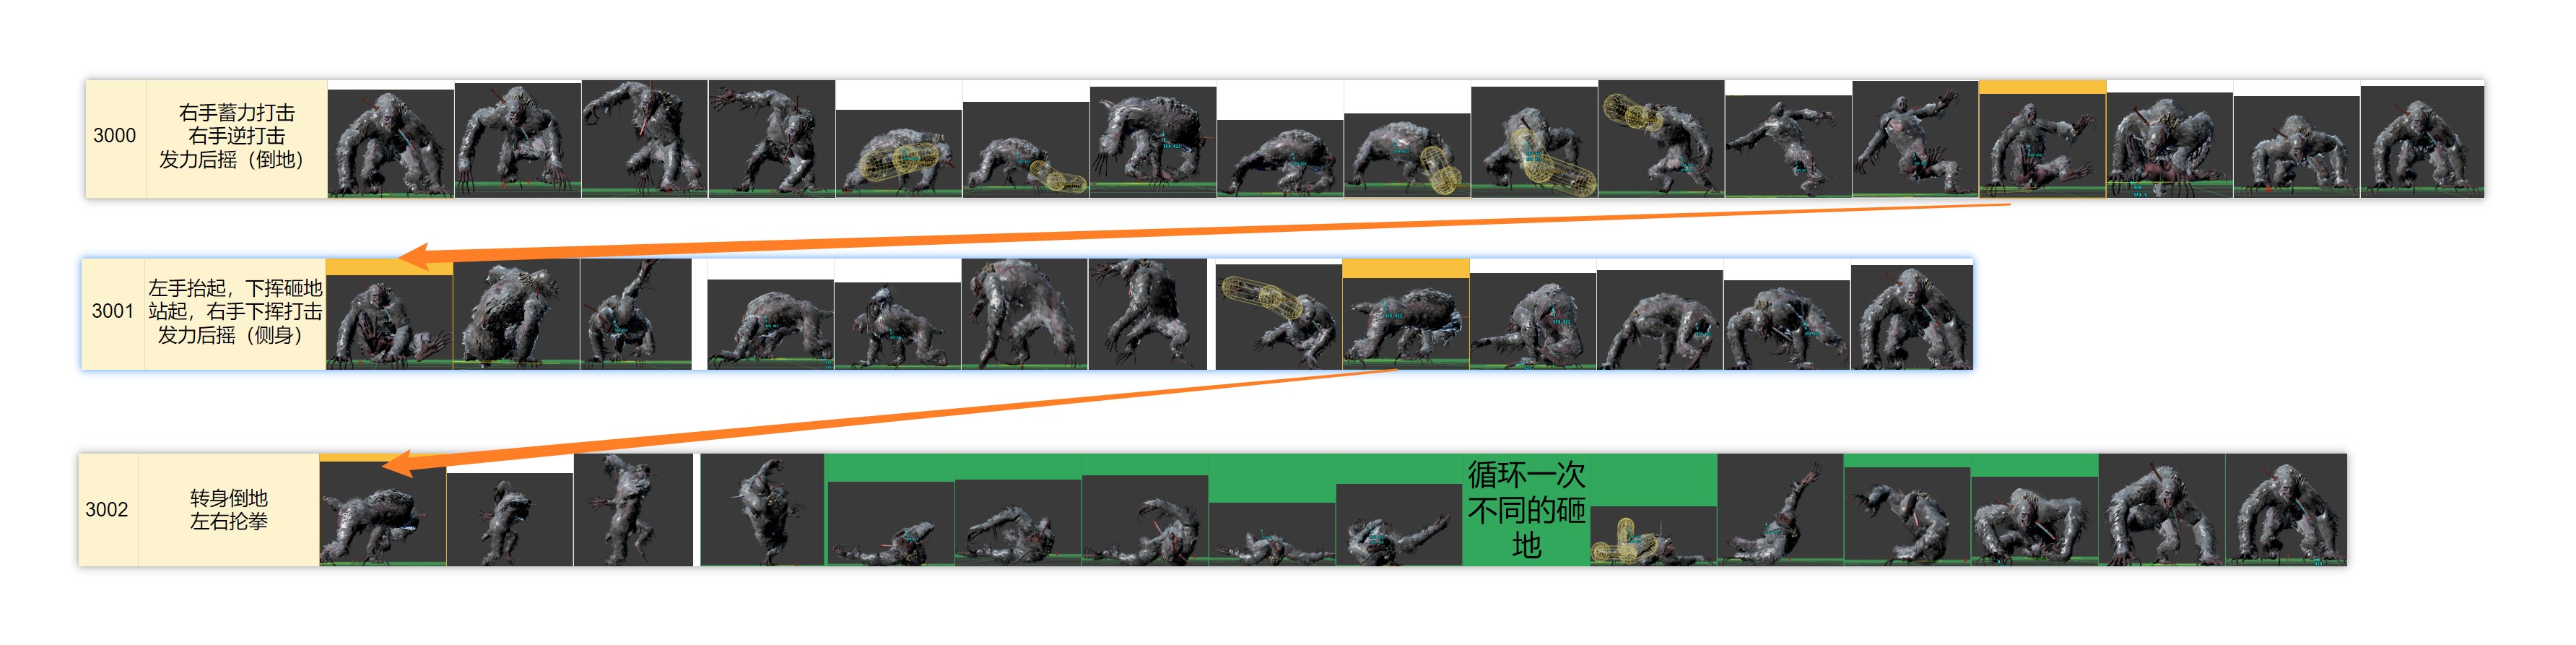 3000
右手蓄力打击
右手逆打击
发力后摇（倒地）
3001
左手抬起，下挥砸地
站起，右手下挥打击
发力后摇（侧身）
3002
转身倒地
左右抡拳
循环一次
不同的砸
地